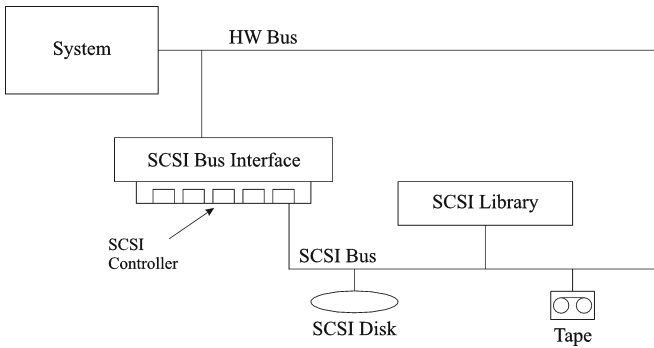 System
HW Bus
SCSI Bus Interface
SCSI Library
SCSI
Controller
SCSI Bus
SCSI Disk
Tape